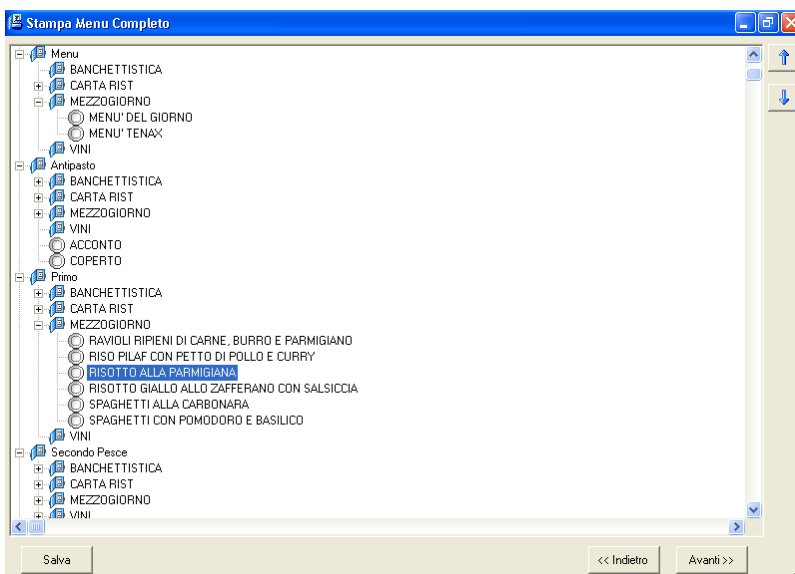 Stampa Menu Completo
Menu
BANCHETTISTICA
CARTA RIST
MEZZOGIORNO
MENU' DEL GIORNO
MENU' TENAX
VINI
Antipasto
BANCHETTISTICA
CARTA RIST
MEZZOGIORNO
VINI
ACCONTO
COPERTO
Primo
BANCHETTISTICA
CARTA RIST
MEZZOGIORNO
RAVIOLI RIPIENI DI CARNE, BURRO E PARMIGIANO
RISO PILAF CON PETTO DI POLLO E CURRY
RISOTTO ALLA PARMIGIANA
RISOTTO GIALLO ALLO ZAFFERANO CON SALSICCIA
SPAGHETTI ALLA CARBONARA
SPAGHETTI CON POMODORO E BASILICO
VINI
Secondo Pesce
BANCHETTISTICA
CARTA RIST
MEZZOGIORNO
VINI
Salva << Indietro Avanti >>